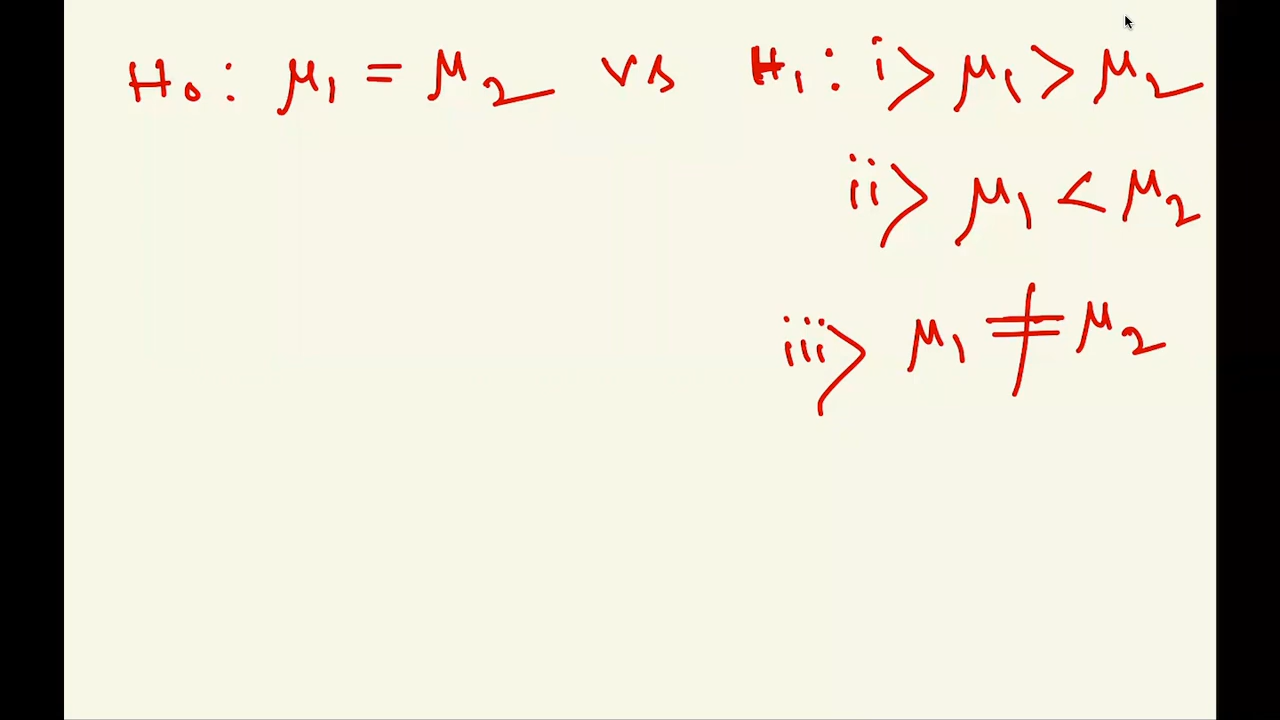 H₀ : μ₁ = μ₂ vs H₁ : i> μ₁ > μ₂
ii> μ₁ < μ₂
iii> μ₁ ≠ μ₂